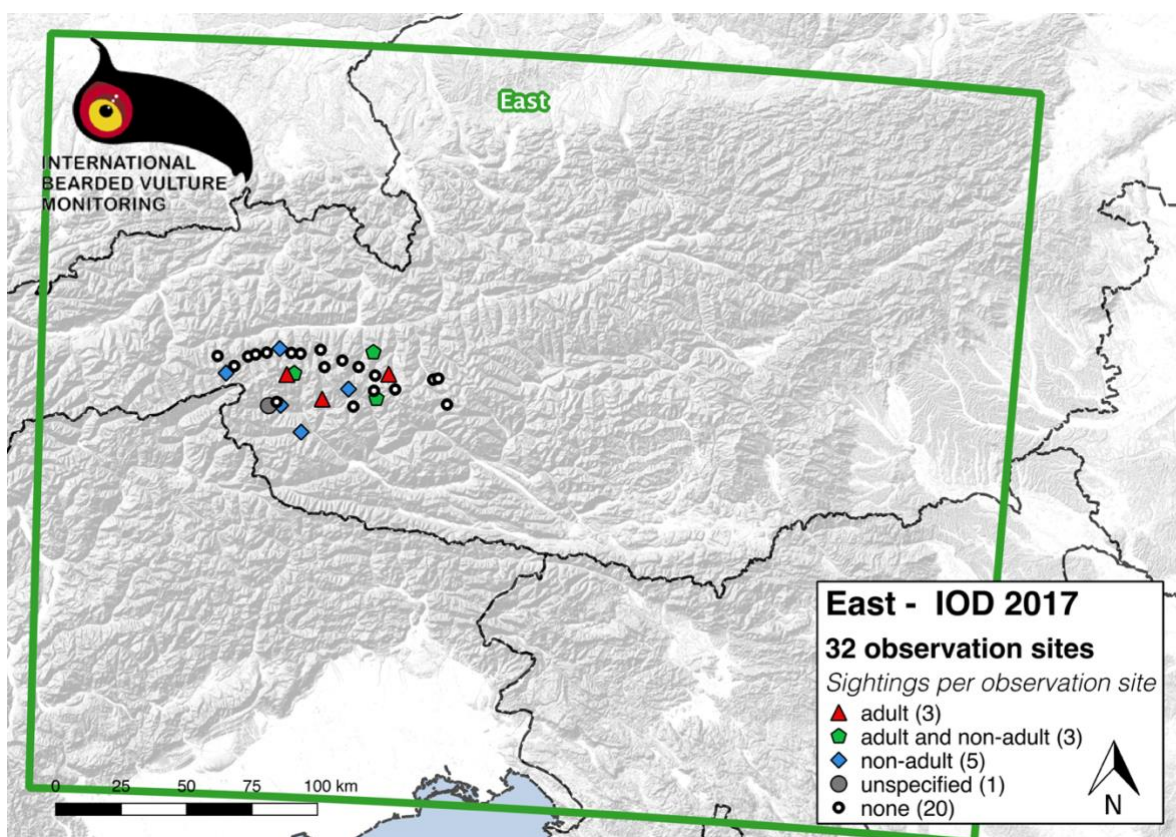 East
INTERNATIONAL
BEARDED VULTURE
MONITORING
East - IOD 2017
32 observation sites
Sightings per observation site
adult (3)
adult and non-adult (3)
non-adult (5)
unspecified (1)
none (20)
N
0 25 50 75 100 km